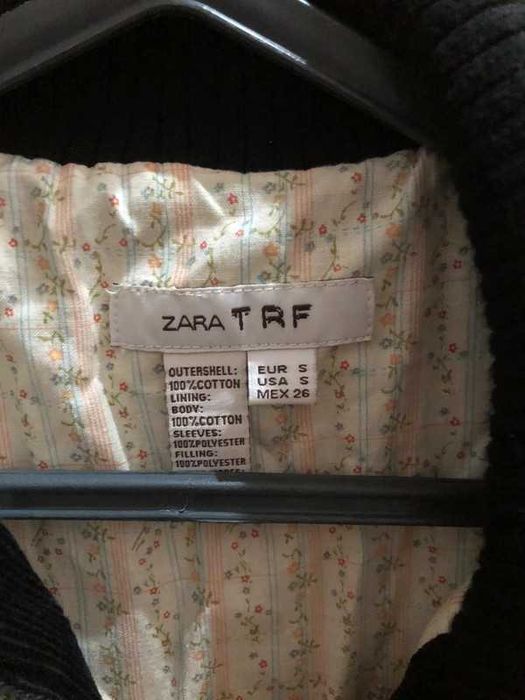 ZARA TRF
OUTERSHELL:
100%COTTON
LINING:
BODY:
100%COTTON
SLEEVES:
100%POLYESTER
FILLING:
100%POLYESTER
EUR S
USA S
MEX 26